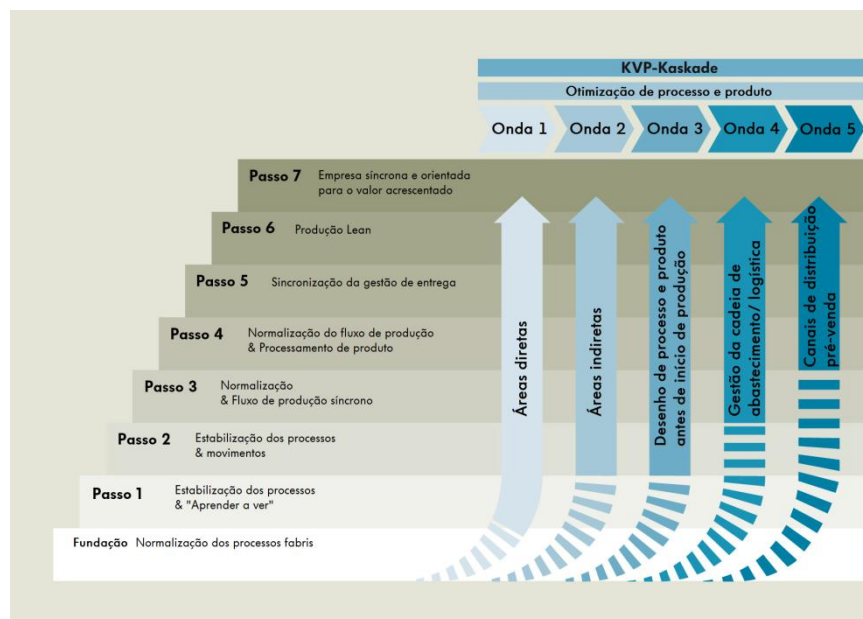 KVP-Kaskade
Otimização de processo e produto
Onda 1
Onda 2
Onda 3
Onda 4
Onda 5
Passo 7
Empresa síncrona e orientada
para o valor acrescentado
Passo 6
Produção Lean
Passo 5
Sincronização da gestão de entrega
Passo 4
Normalização do fluxo de produção
& Processamento de produto
Passo 3
Normalização
& Fluxo de produção síncrono
Passo 2
Estabilização dos processos
& movimentos
Passo 1
Estabilização dos processos
& "Aprender a ver"
Fundação
Normalização dos processos fabris
Áreas diretas
Áreas indiretas
Desenho de processo e produto
antes de início de produção
Gestão da cadeia de
abastecimento/ logística
Canais de distribuição
pré-venda